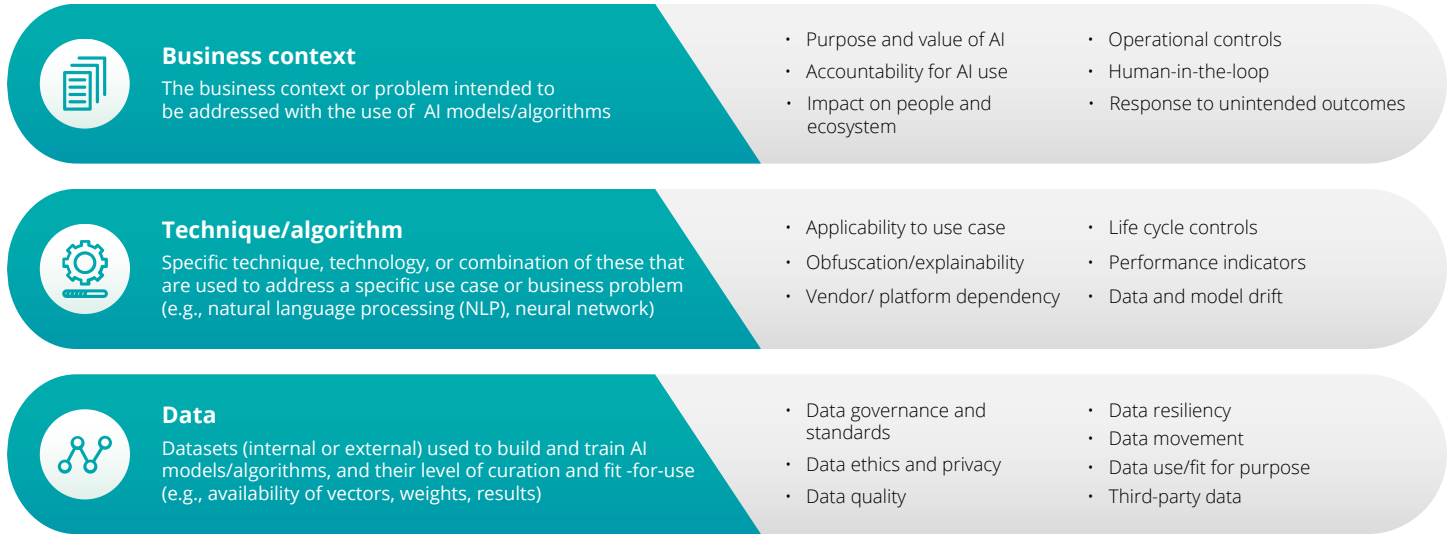 Business context
The business context or problem intended to
be addressed with the use of  AI models/algorithms
• Purpose and value of AI
• Accountability for AI use
• Impact on people and
ecosystem
• Operational controls
• Human-in-the-loop
• Response to unintended outcomes
Technique/algorithm
Specific technique, technology, or combination of these that
are used to address a specific use case or business problem
(e.g., natural language processing (NLP), neural network)
• Applicability to use case
• Obfuscation/explainability
• Vendor/ platform dependency
• Life cycle controls
• Performance indicators
• Data and model drift
Data
Datasets (internal or external) used to build and train AI
models/algorithms, and their level of curation and fit -for-use
(e.g., availability of vectors, weights, results)
• Data governance and
standards
• Data ethics and privacy
• Data quality
• Data resiliency
• Data movement
• Data use/fit for purpose
• Third-party data